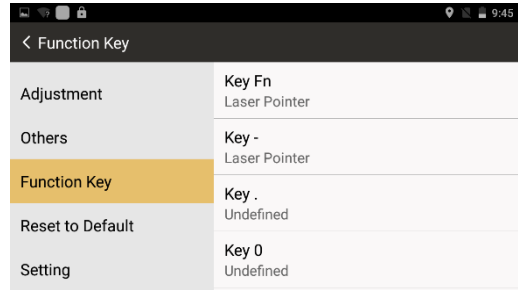 9:45
Function Key
Adjustment
Others
Function Key
Reset to Default
Setting
Key Fn
Laser Pointer
Key -
Laser Pointer
Key .
Undefined
Key 0
Undefined